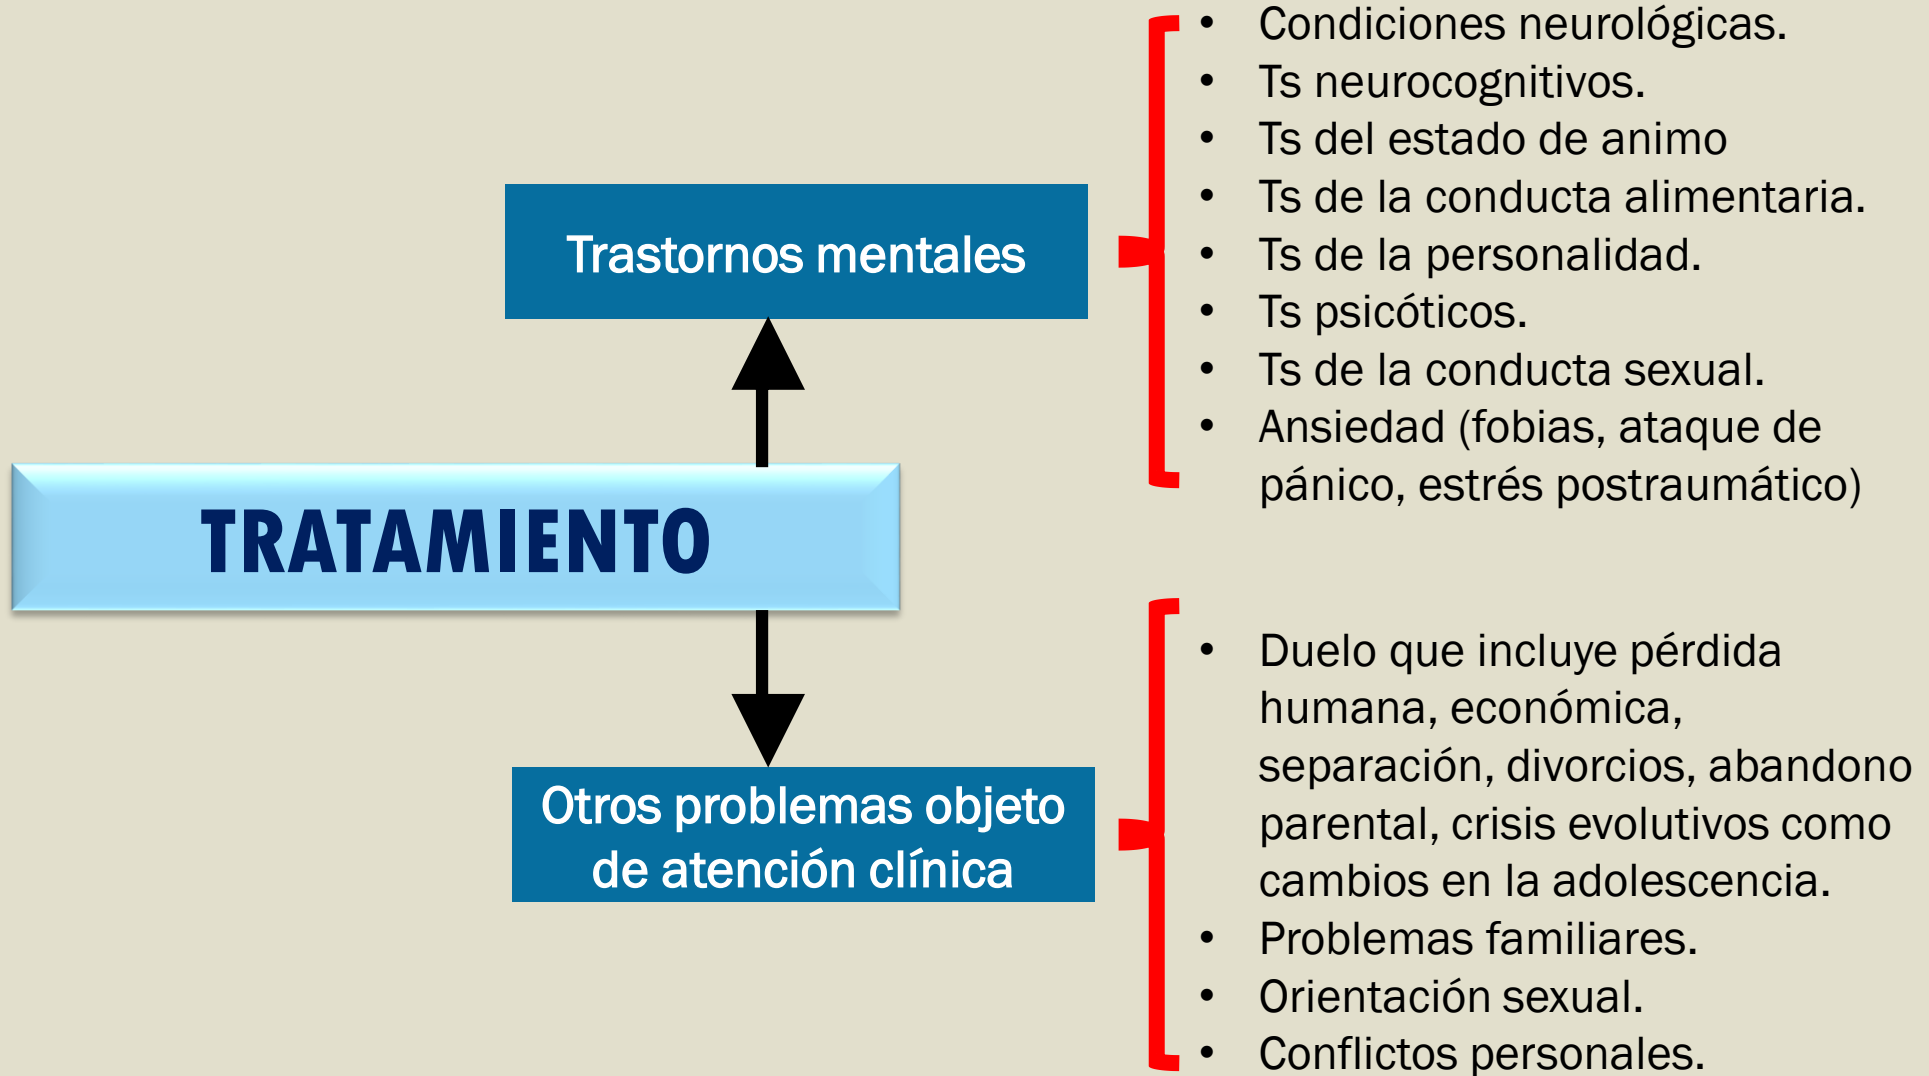 TRATAMIENTO
Trastornos mentales
• Condiciones neurológicas.
• Ts neurocognitivos.
• Ts del estado de animo
• Ts de la conducta alimentaria.
• Ts de la personalidad.
• Ts psicóticos.
• Ts de la conducta sexual.
• Ansiedad (fobias, ataque de
pánico, estrés postraumático)
Otros problemas objeto
de atención clínica
• Duelo que incluye pérdida
humana, económica,
separación, divorcios, abandono
parental, crisis evolutivos como
cambios en la adolescencia.
• Problemas familiares.
• Orientación sexual.
• Conflictos personales.